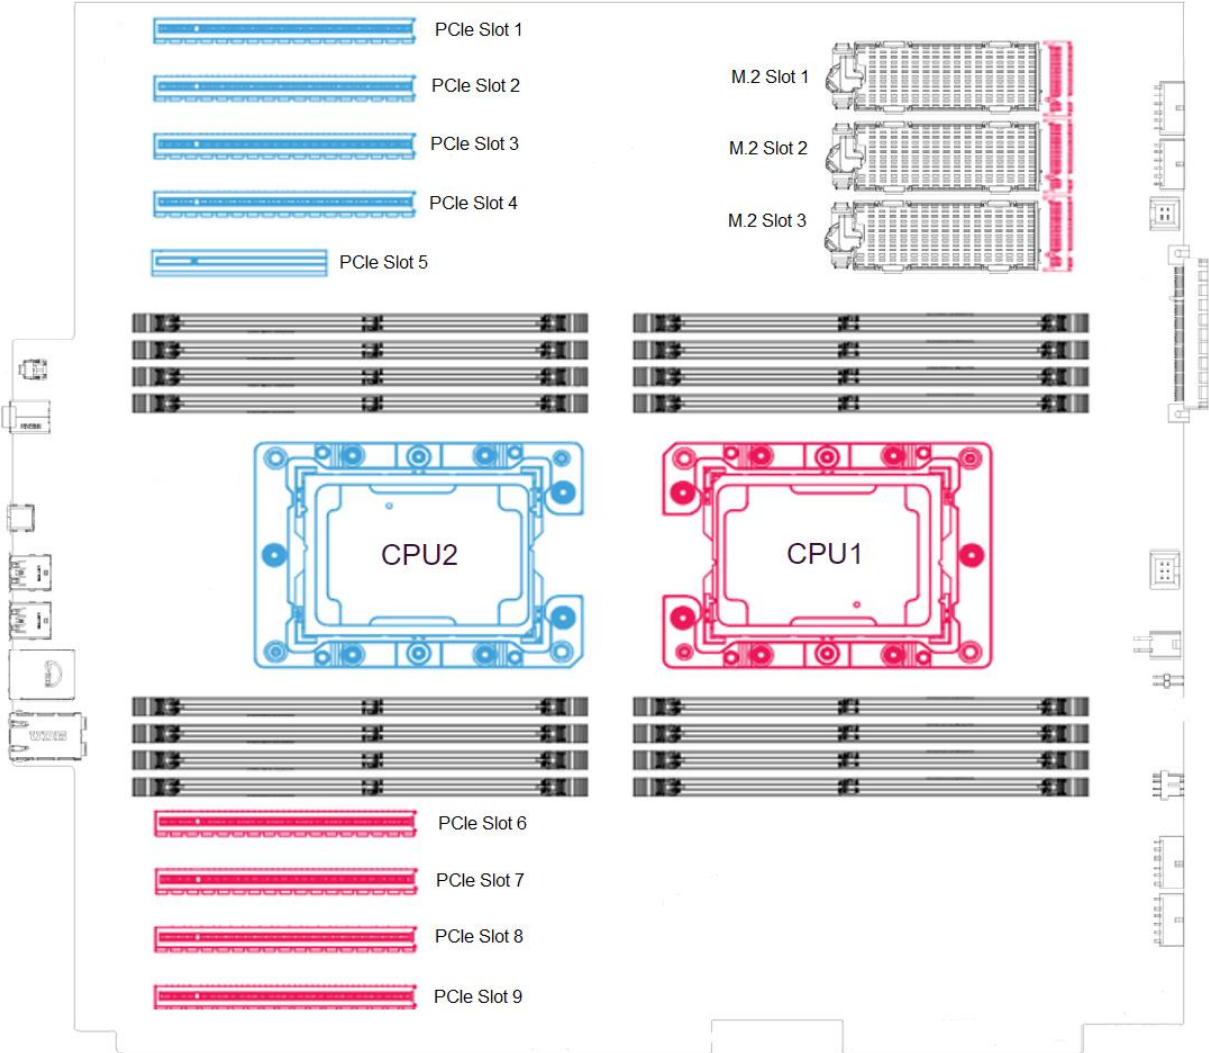 PCIe Slot 1
PCIe Slot 2
PCIe Slot 3
PCIe Slot 4
PCIe Slot 5
M.2 Slot 1
M.2 Slot 2
M.2 Slot 3
CPU2
CPU1
PCIe Slot 6
PCIe Slot 7
PCIe Slot 8
PCIe Slot 9